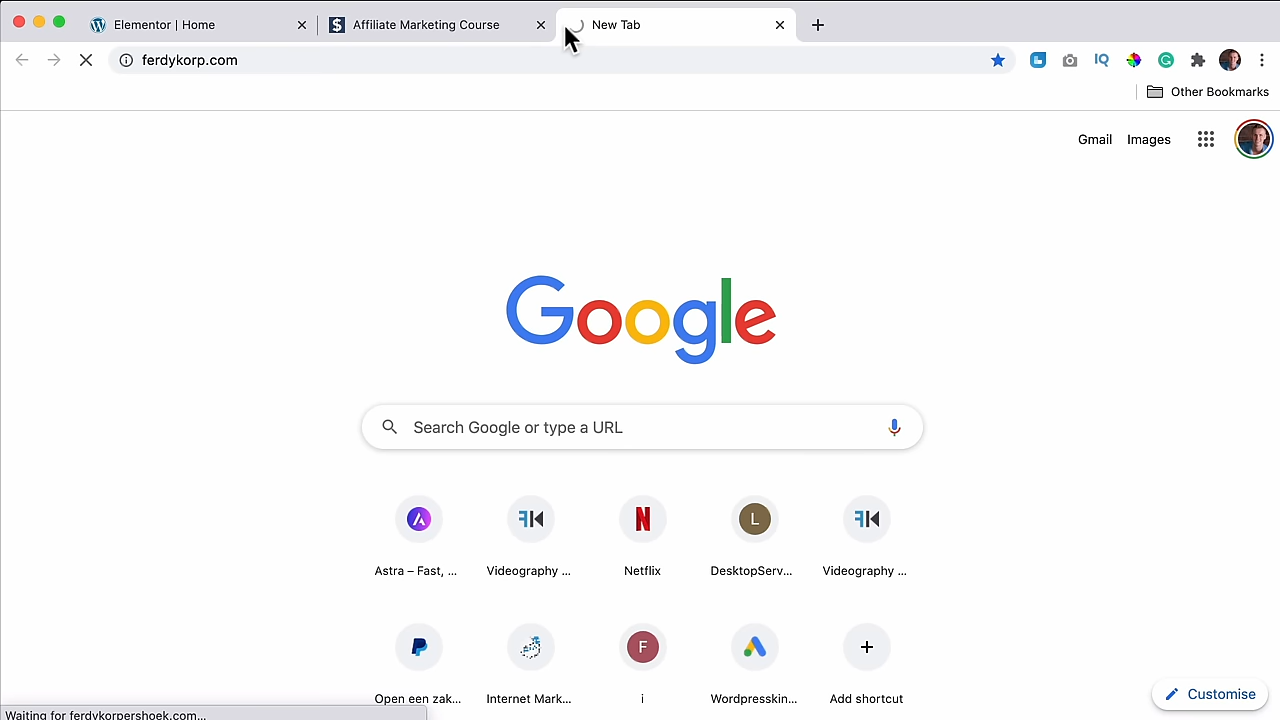 Elementor | Home
Affiliate Marketing Course
New Tab
ferdykorp.com
IQ
Other Bookmarks
Gmail
Images
Google
Search Google or type a URL
L
Astra – Fast, ...
Videography ...
Netflix
DesktopServ...
Videography ...
F
Open een zak...
Internet Mark...
i
Wordpresskin...
Add shortcut
Customise
Waiting for ferdykorpershoek.com...